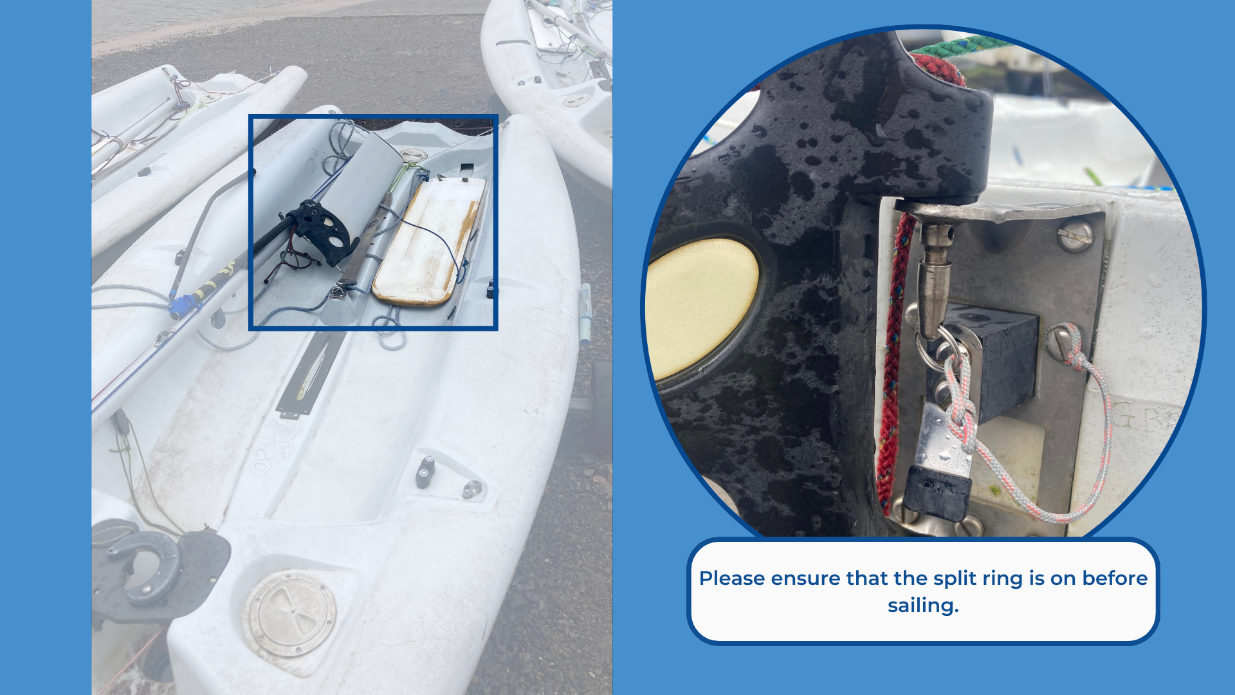 Please ensure that the split ring is on before
sailing.